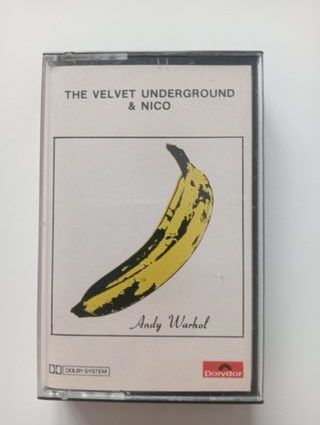 THE VELVET UNDERGROUND
& NICO
Andy Warhol
DOLBY SYSTEM
Polydor